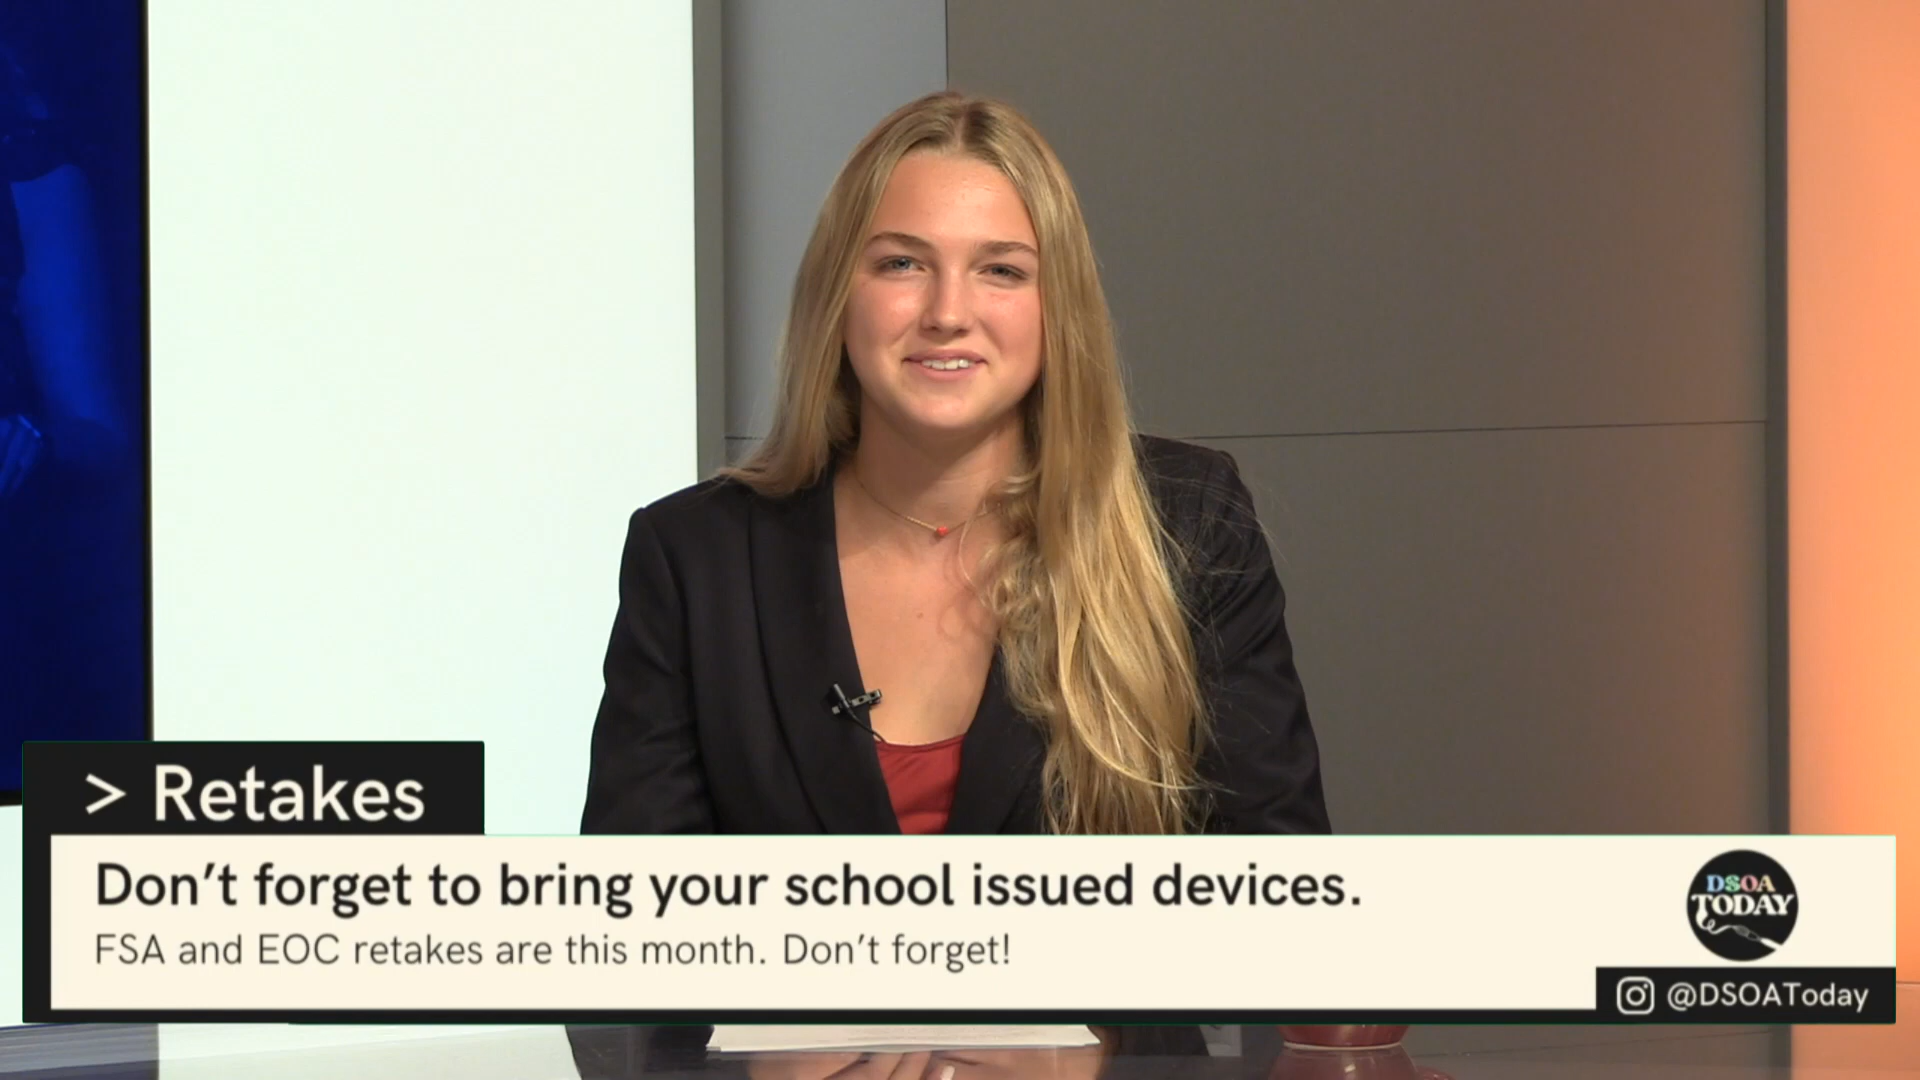 > Retakes
Don't forget to bring your school issued devices.
FSA and EOC retakes are this month. Don't forget!
DSOA
TODAY
@DSOAToday